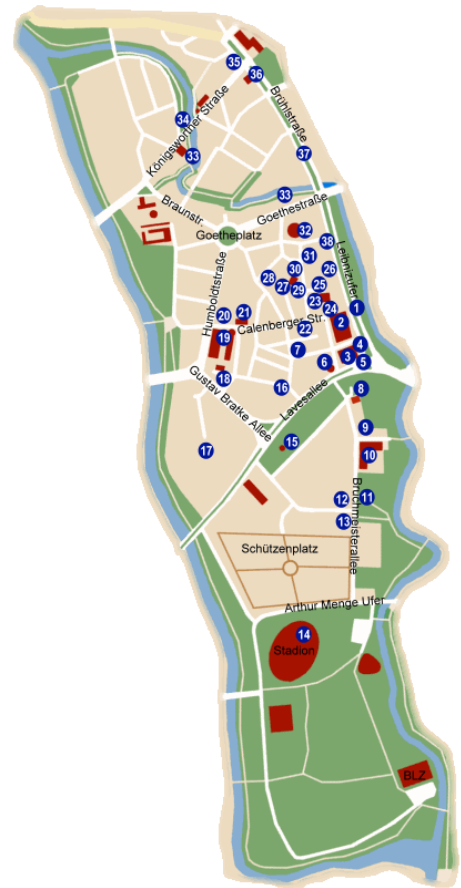 35
36
Königsworther Straße
Brühlstraße
34
33
37
33
Braunstr.
Goethestraße
32
Goetheplatz
38
31
Leibnizufer
30
26
28
27
29
25
Humboldtstraße
23
24
1
20
21
2
Calenberger Str.
22
19
4
7
3
6
5
18
16
8
Gustav Bratke Allee
Lavesallee
9
15
17
10
12
11
13
Bruchmeisterallee
Schützenplatz
Arthur Menge Ufer
14
Stadion
BLZ